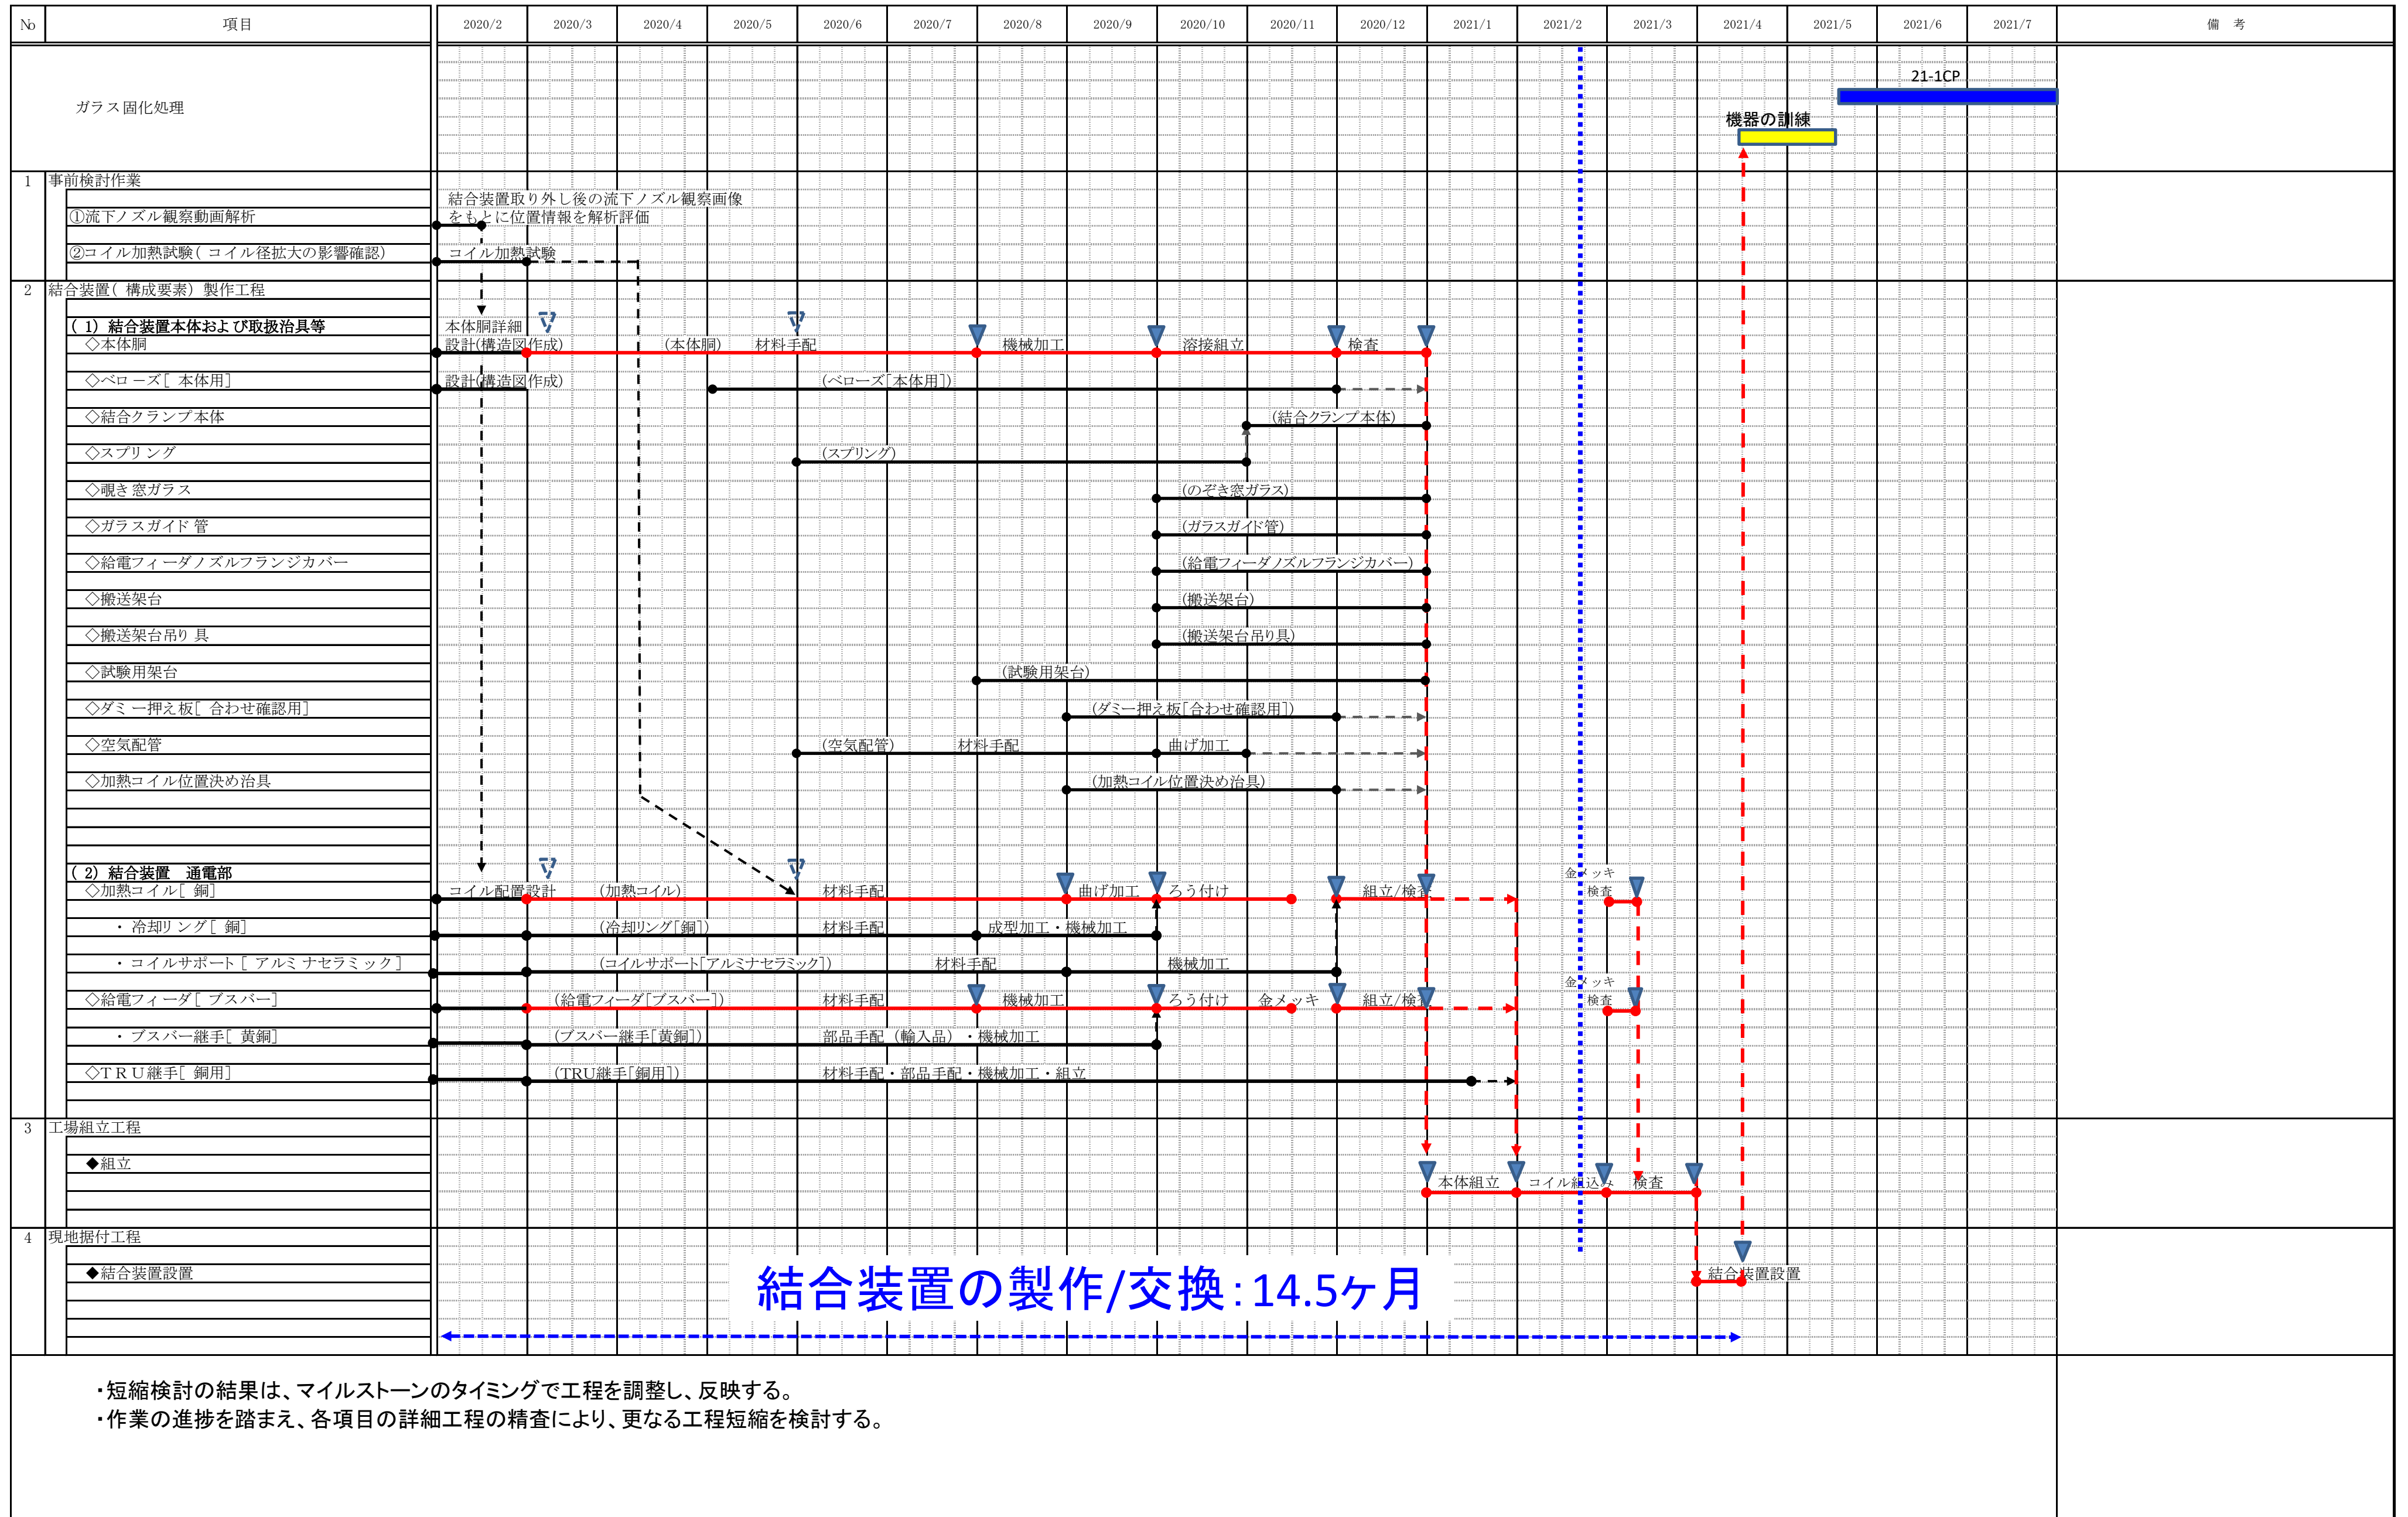 No 項目 2020/2 2020/3 2020/4 2020/5 2020/6 2020/7 2020/8 2020/9 2020/10 2020/11 2020/12 2021/1 2021/2 2021/3 2021/4 2021/5 2021/6 2021/7 備 考
21-1CP
ガラス固化処理
機器の訓練
1 事前検討作業
結合装置取り外し後の流下ノズル観察画像
①流下ノズル観察動画解析 をもとに位置情報を解析評価
②コイル加熱試験(コイル径拡大の影響確認) コイル加熱試験
2 結合装置(構成要素)製作工程
(1)結合装置本体および取扱治具等 本体胴詳細
◇本体胴 設計(構造図作成) (本体胴) 材料手配 機械加工 溶接組立 検査
◇ベローズ[本体用] 設計(構造図作成) (ベローズ[本体用])
◇結合クランプ本体 (結合クランプ本体)
◇スプリング (スプリング)
◇覗き窓ガラス (のぞき窓ガラス)
◇ガラスガイド管 (ガラスガイド管)
◇給電フィーダノズルフランジカバー (給電フィーダノズルフランジカバー)
◇搬送架台 (搬送架台)
◇搬送架台吊り具 (搬送架台吊り具)
◇試験用架台 (試験用架台)
◇ダミー押え板[合わせ確認用] (ダミー押え板[合わせ確認用])
◇空気配管 (空気配管) 材料手配 曲げ加工
◇加熱コイル位置決め治具 (加熱コイル位置決め治具)
(2)結合装置 通電部 金メッキ
◇加熱コイル[銅] コイル配置設計 (加熱コイル) 材料手配 曲げ加工 ろう付け 組立/検査 検査
・冷却リング[銅] (冷却リング[銅]) 材料手配 成型加工・機械加工
・コイルサポート[アルミナセラミック] (コイルサポート[アルミナセラミック]) 材料手配 機械加工
金メッキ
◇給電フィーダ[ブスバー] (給電フィーダ[ブスバー]) 材料手配 機械加工 ろう付け 金メッキ 組立/検査 検査
・ブスバー継手[黄銅] (ブスバー継手[黄銅]) 部品手配(輸入品)・機械加工
◇TRU継手[銅用] (TRU継手[銅用]) 材料手配・部品手配・機械加工・組立
3 工場組立工程
◆組立
本体組立 コイル組込み 検査
4 現地据付工程
◆結合装置設置 結合装置設置
結合装置の製作/交換:14.5ヶ月
・短縮検討の結果は、マイルストーンのタイミングで工程を調整し、反映する。
・作業の進捗を踏まえ、各項目の詳細工程の精査により、更なる工程短縮を検討する。